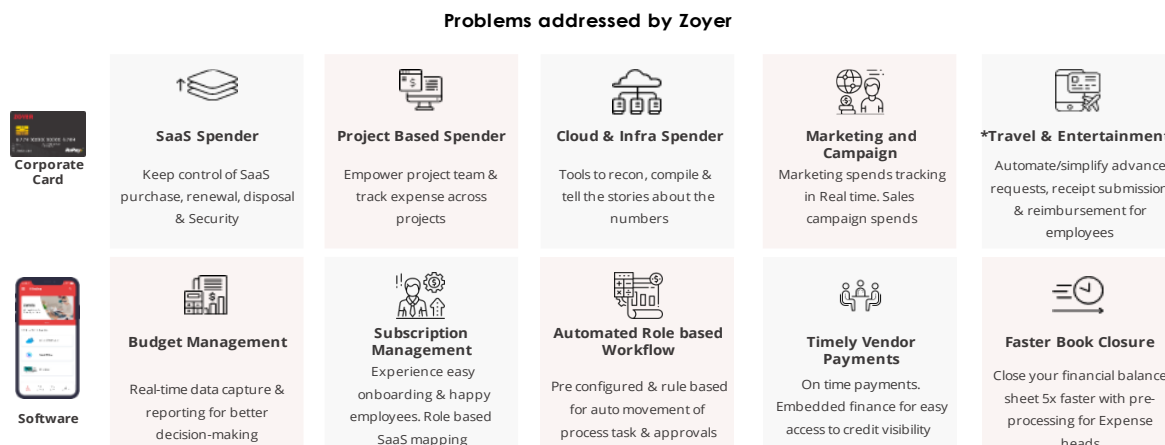 Problems addressed by Zoyer
Corporate
Card
SaaS Spender
Keep control of SaaS
purchase, renewal, disposal
& Security
Project Based Spender
Empower project team &
track expense across
projects
Cloud & Infra Spender
Tools to recon, compile &
tell the stories about the
numbers
Marketing and
Campaign
Marketing spends tracking
in Real time. Sales
campaign spends
*Travel & Entertainment
Automate/simplify advance
requests, receipt submission
& reimbursement for
employees
Software
Budget Management
Real-time data capture &
reporting for better
decision-making
Subscription
Management
Experience easy
onboarding & happy
employees. Role based
SaaS mapping
Automated Role based
Workflow
Pre configured & rule based
for auto movement of
process task & approvals
Timely Vendor
Payments
On time payments.
Embedded finance for easy
access to credit visibility
Faster Book Closure
Close your financial balance
sheet 5x faster with pre-
processing for Expense
heads